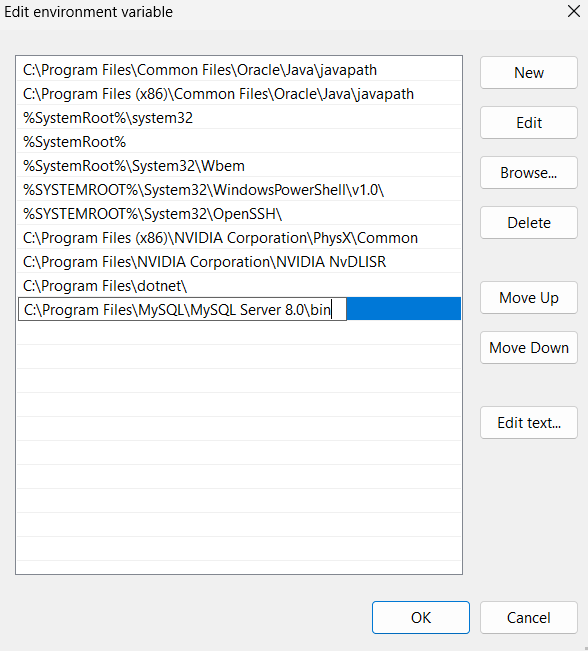 Edit environment variable
C:\Program Files\Common Files\Oracle\Java\javapath
C:\Program Files (x86)\Common Files\Oracle\Java\javapath
%SystemRoot%\system32
%SystemRoot%
%SystemRoot%\System32\Wbem
%SYSTEMROOT%\System32\WindowsPowerShell\v1.0\
%SYSTEMROOT%\System32\OpenSSH\
C:\Program Files (x86)\NVIDIA Corporation\PhysX\Common
C:\Program Files\NVIDIA Corporation\NVIDIA NvDLISR
C:\Program Files\dotnet\
C:\Program Files\MySQL\MySQL Server 8.0\bin
New
Edit
Browse...
Delete
Move Up
Move Down
Edit text...
OK
Cancel